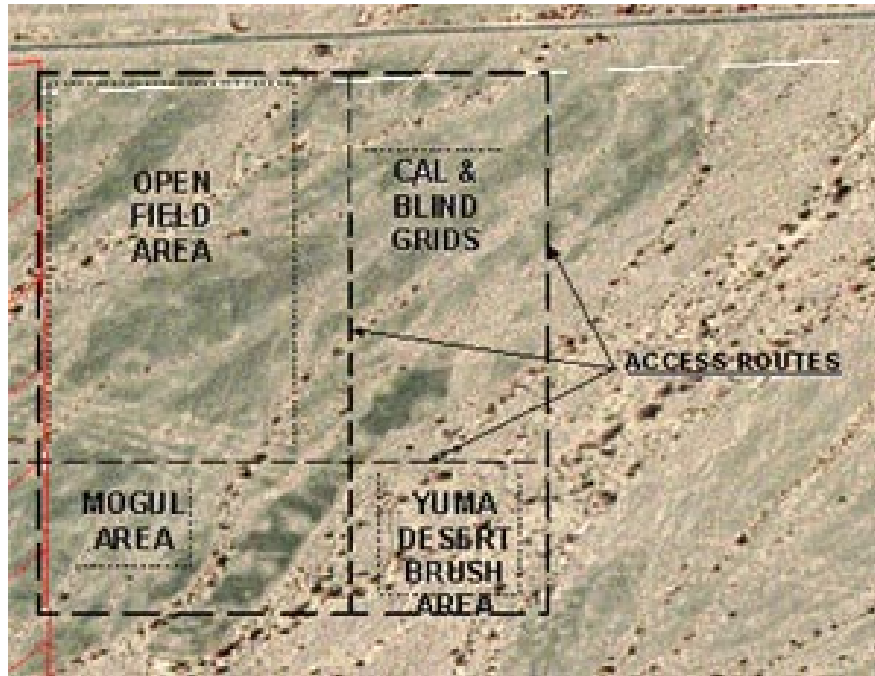 OPEN
FIELD
AREA
CAL &
BLIND
GRIDS
ACCESS ROUTES
MOGUL
AREA
YUMA
DESERT
BRUSH
AREA